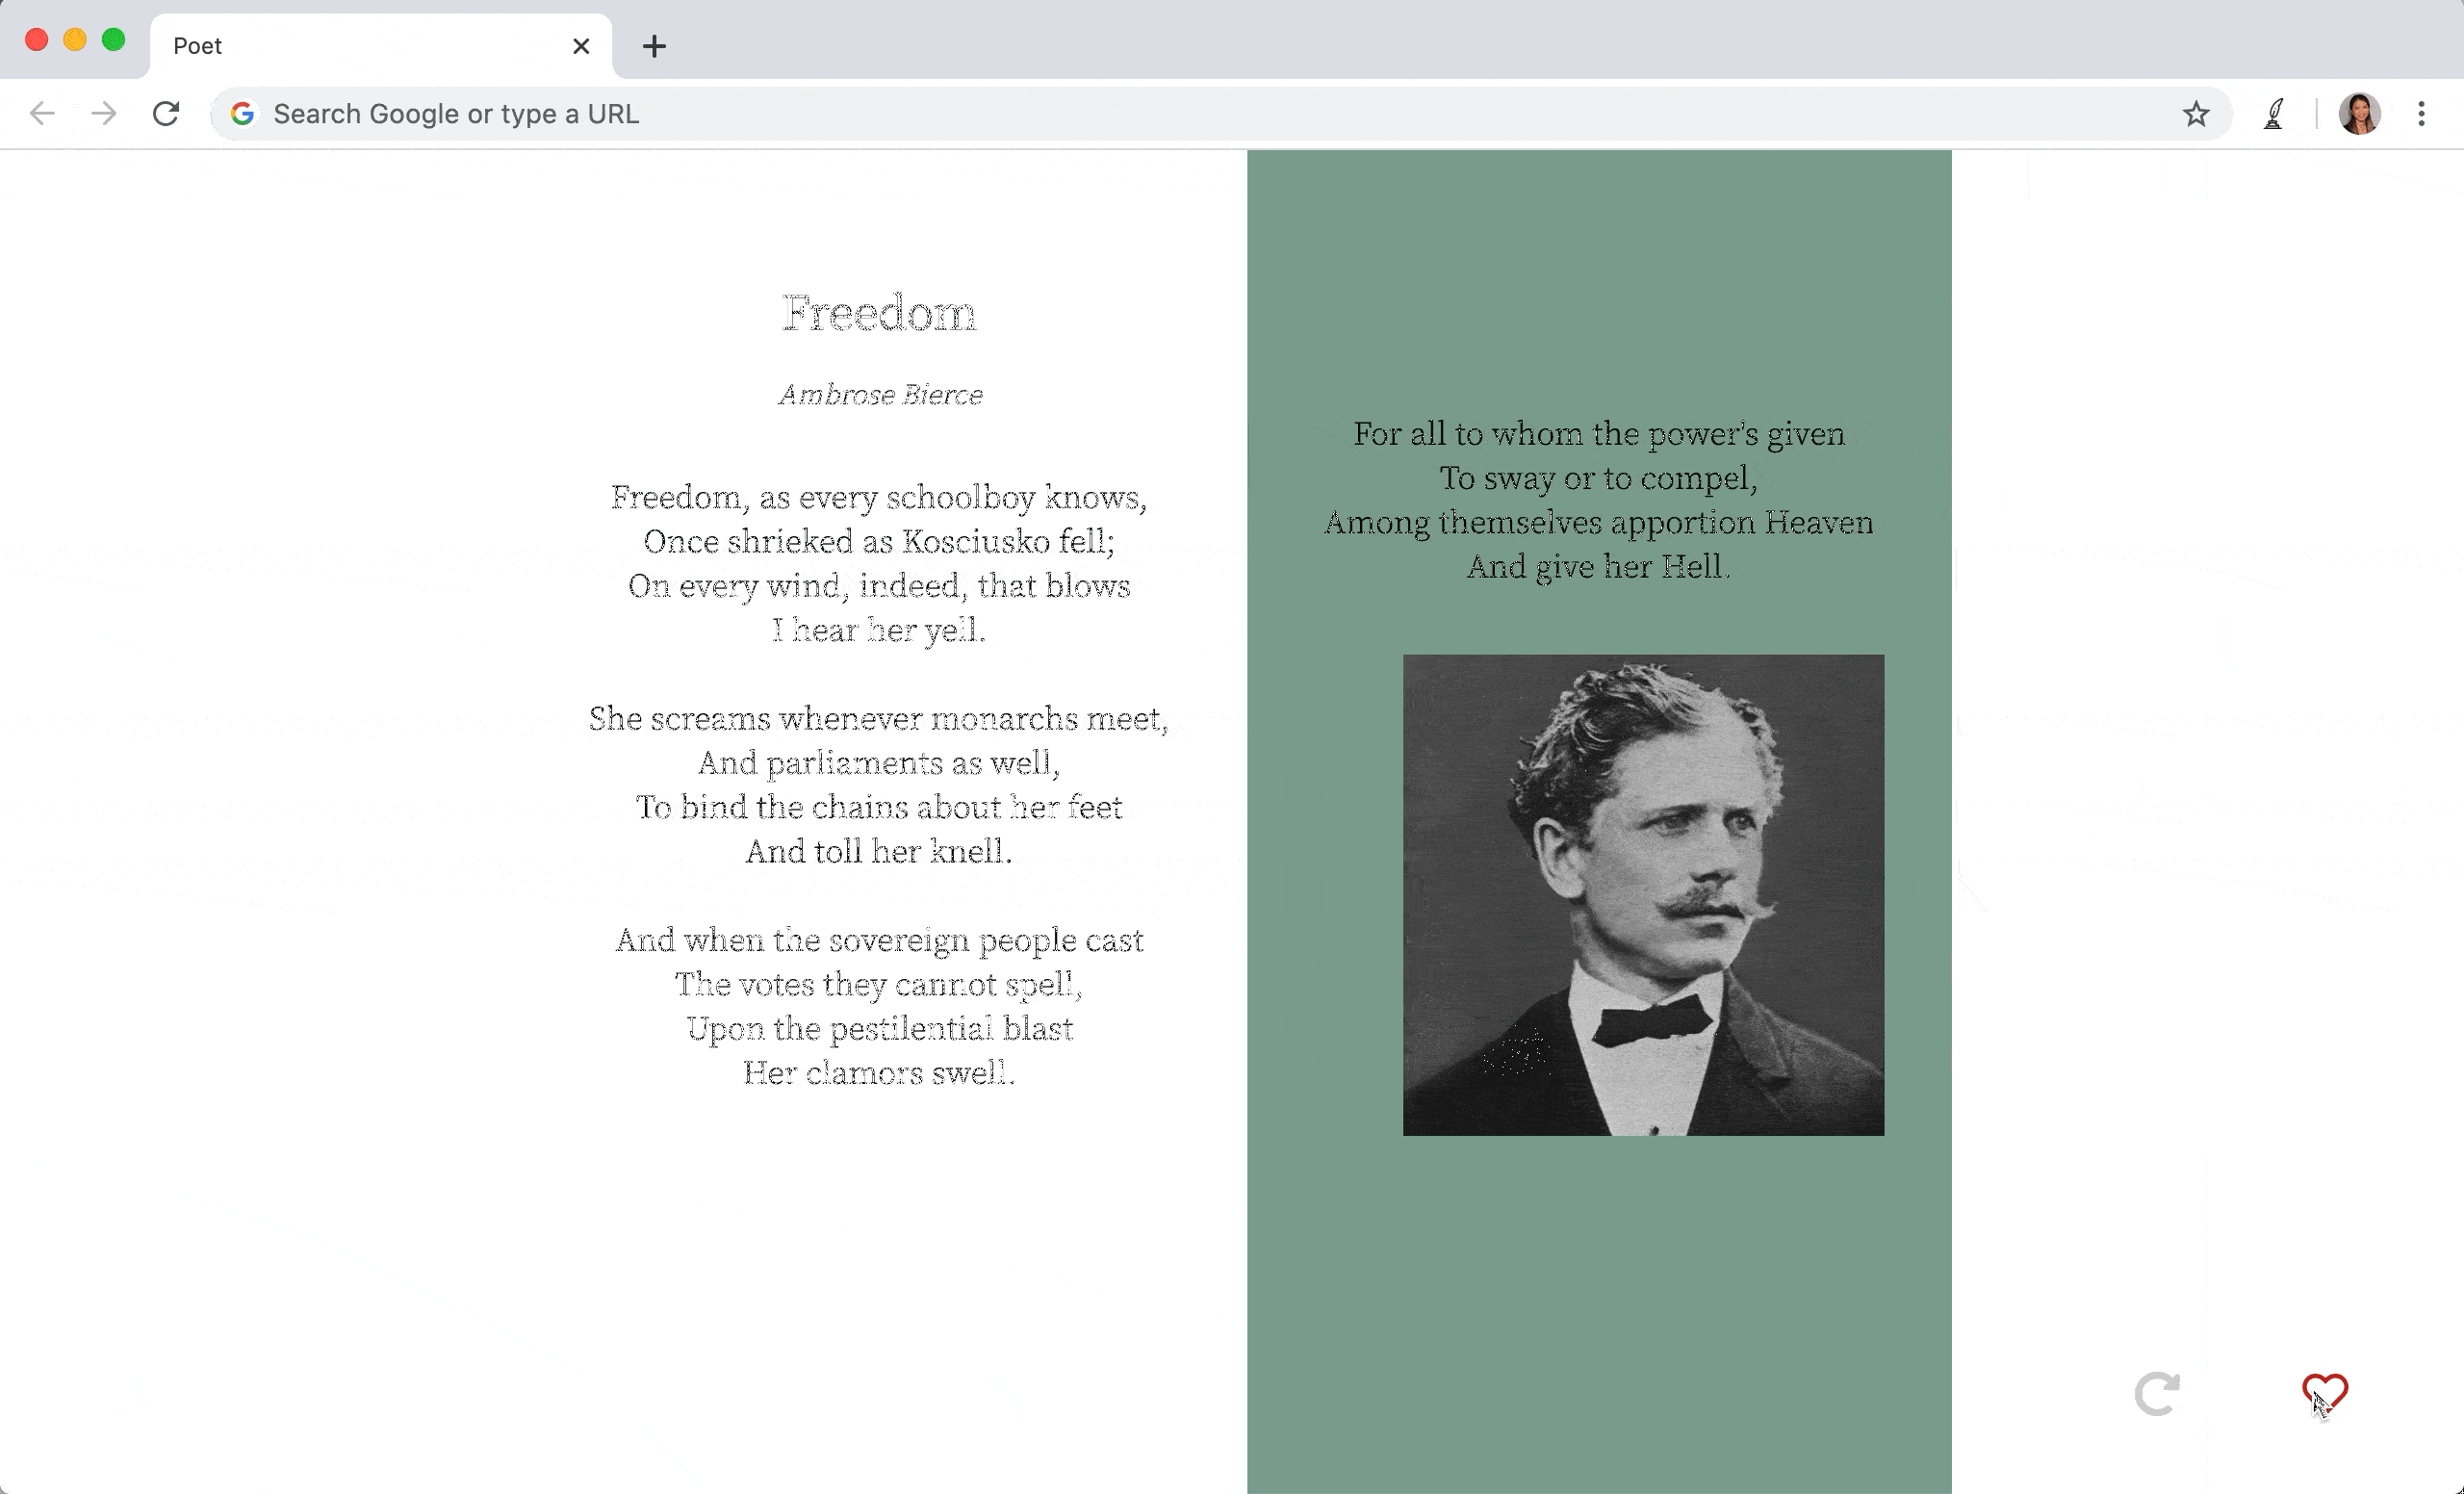 Poet
Search Google or type a URL
Freedom
Ambrose Bierce
Freedom, as every schoolboy knows,
Once shrieked as Kosciusko fell;
On every wind, indeed, that blows
I hear her yell.
She screams whenever monarchs meet,
And parliaments as well,
To bind the chains about her feet
And toll her knell.
And when the sovereign people cast
The votes they cannot spell,
Upon the pestilential blast
Her clamors swell.
For all to whom the power's given
To sway or to compel,
Among themselves apportion Heaven
And give her Hell.